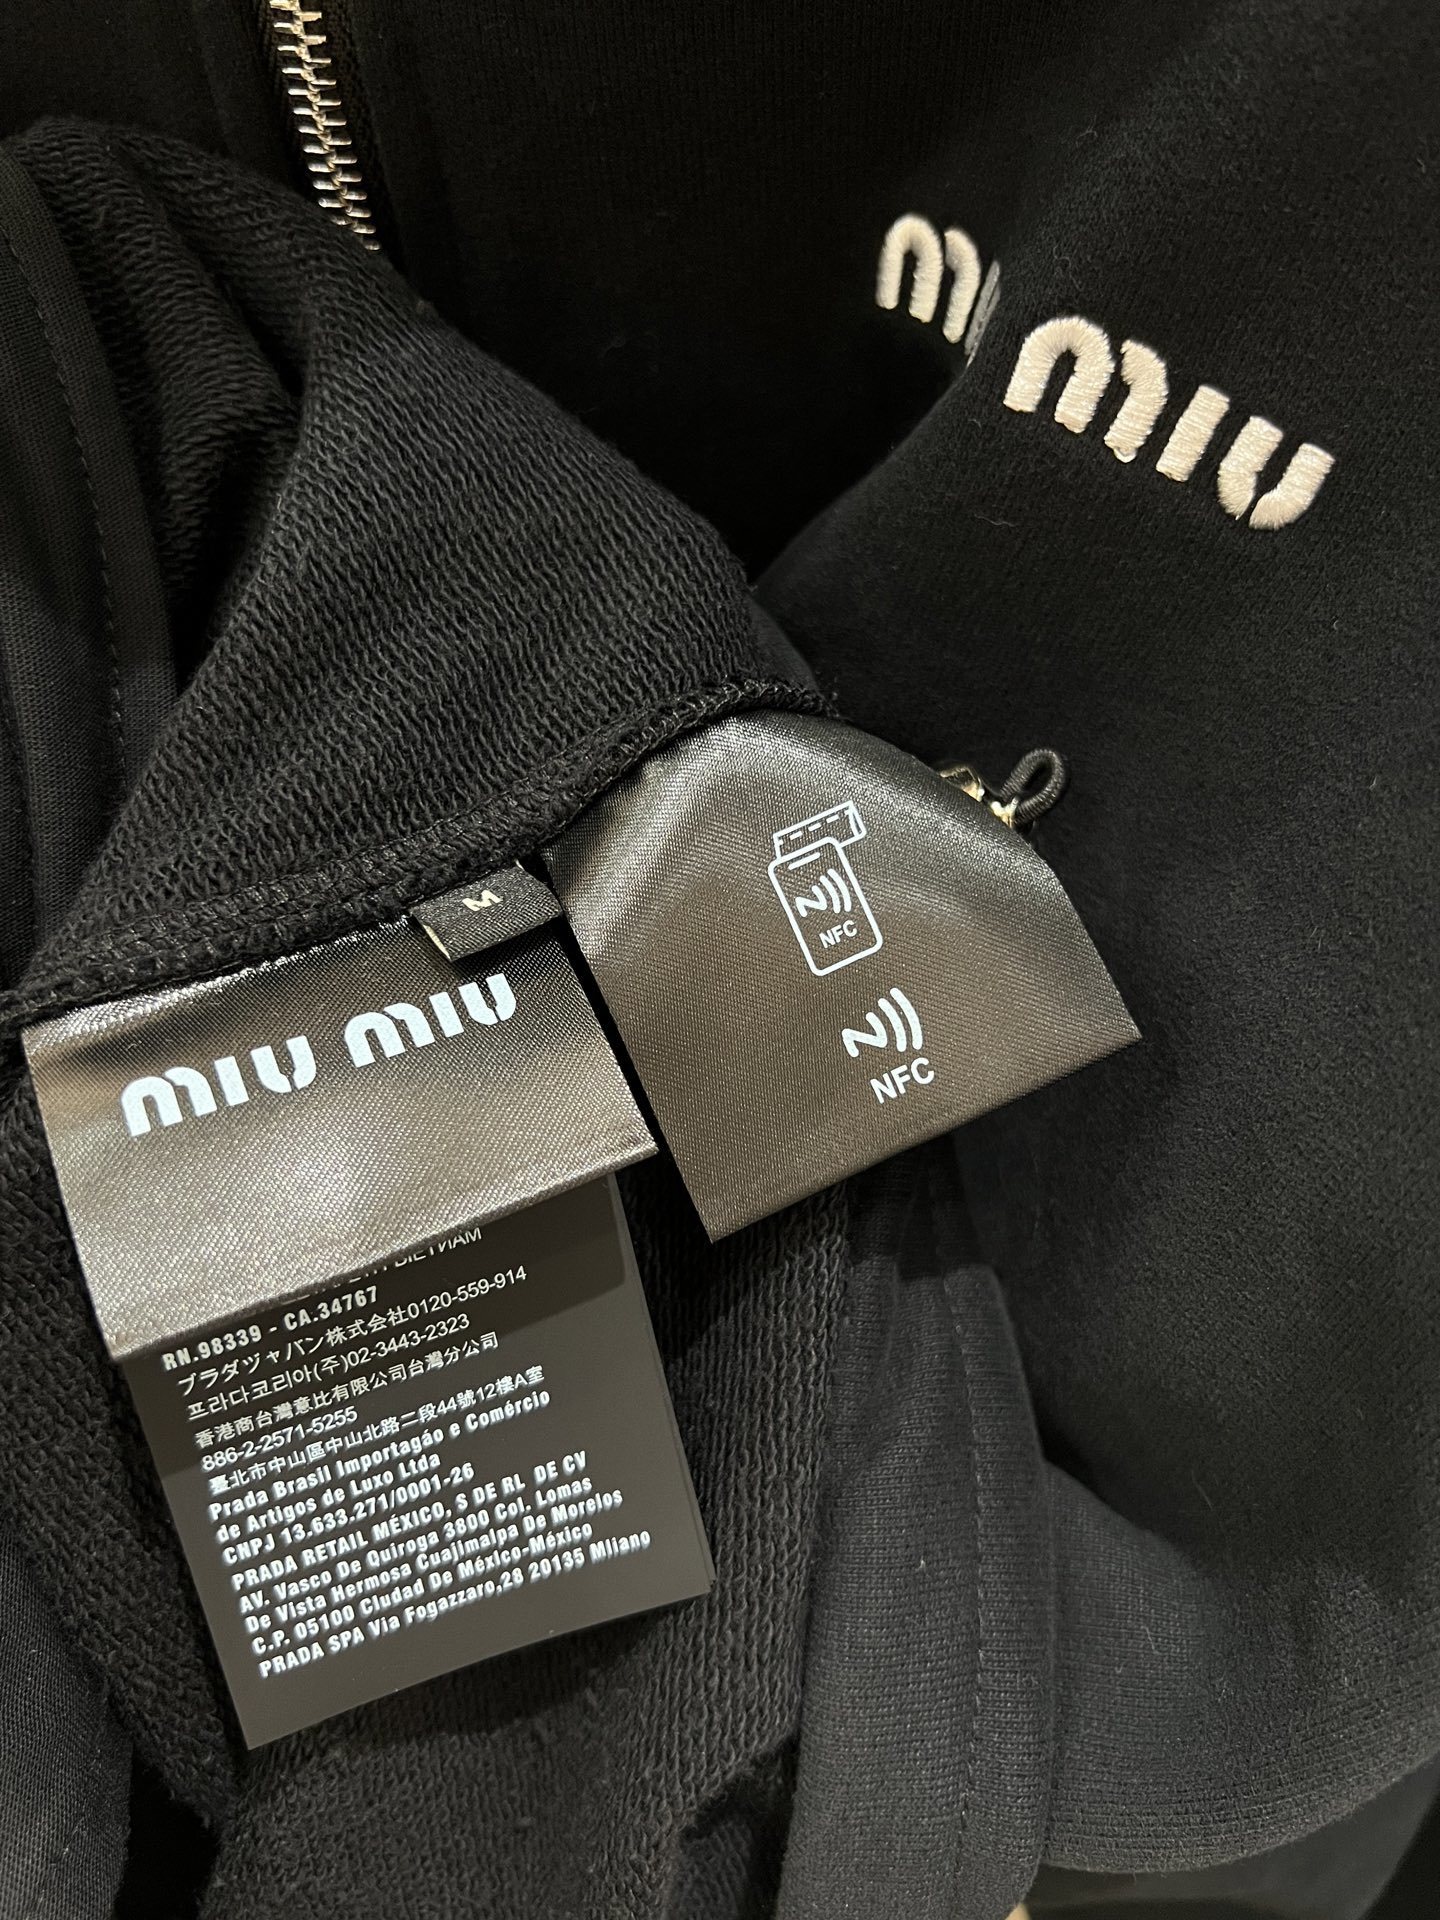 miu
M
NFC
NFC
miu miu
VIETNAM
RN.98339 - CA.34767
プラダジャパン株式会社0120-559-914
프라다코리아(주)02-3443-2323
香港商台灣意比有限公司台灣分公司
886-2-2571-5255
臺北市中山區中山北路二段44號12樓A室
Prada Brasil Importagáo e Comércio
de Artigos de Luxo Ltda
CNPJ 13.633.271/0001-26
PRADA RETAIL MÉXICO, S DE RL DE CV
AV. Vasco De Quiroga 3800 Col. Lomas
De Vista Hermosa Cuajimalpa De Morelos
C.P. 05100 Ciudad De México-México
PRADA SPA Via Fogazzaro,28 20135 Milano